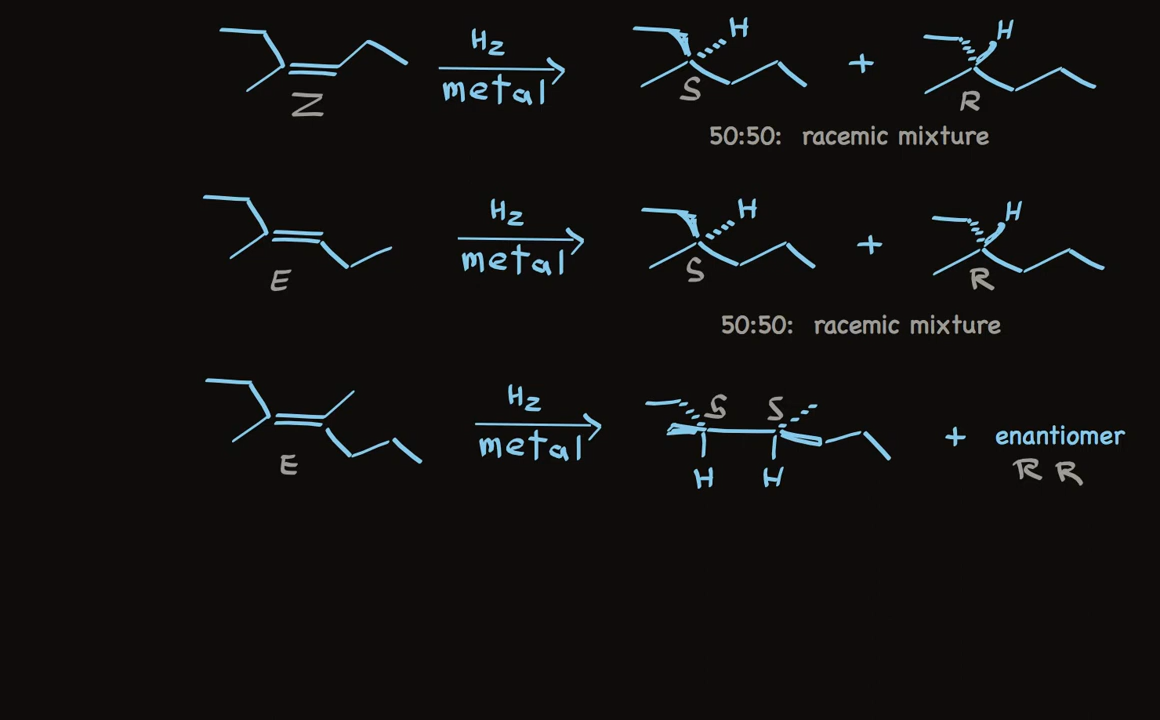 H2
H
H
metal
+
Z
S
R
50:50: racemic mixture
H2
H
H
metal
+
E
S
R
50:50: racemic mixture
H2
S S
metal
+ enantiomer
E
H H
R R